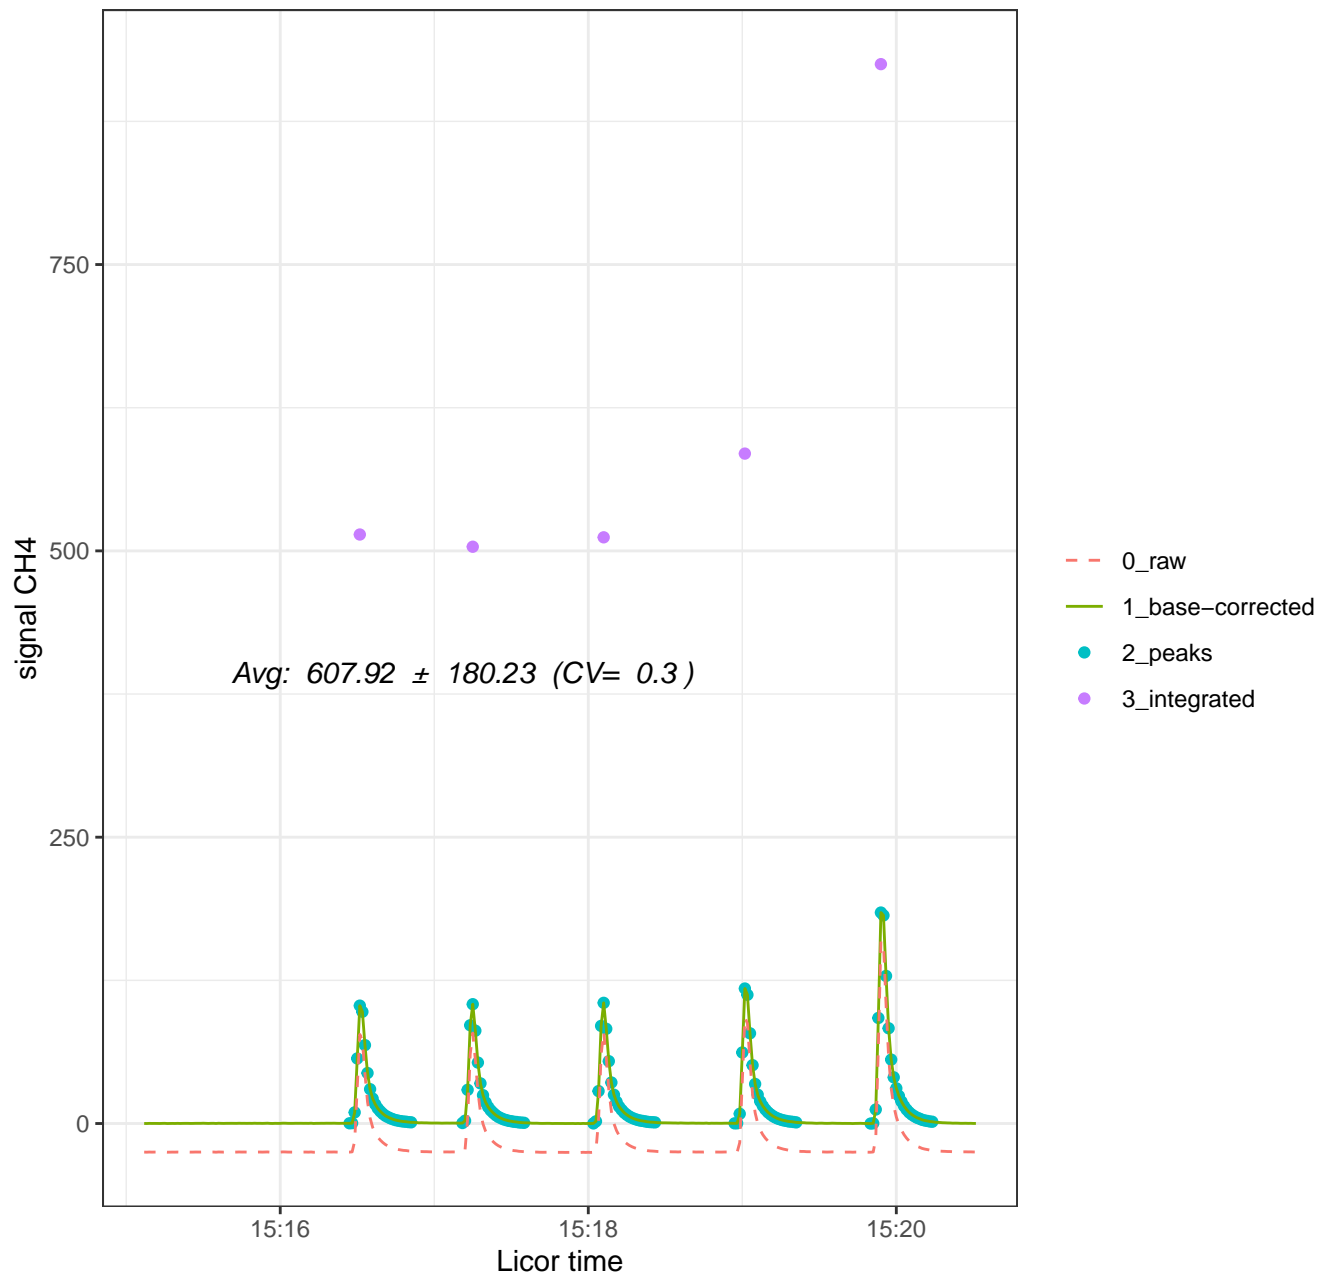 750
500
250
0
signal CH4
Avg: 607.92 ± 180.23 (CV= 0.3 )
15:16
15:18
15:20
Licor time
0_raw
1_base−corrected
2_peaks
3_integrated